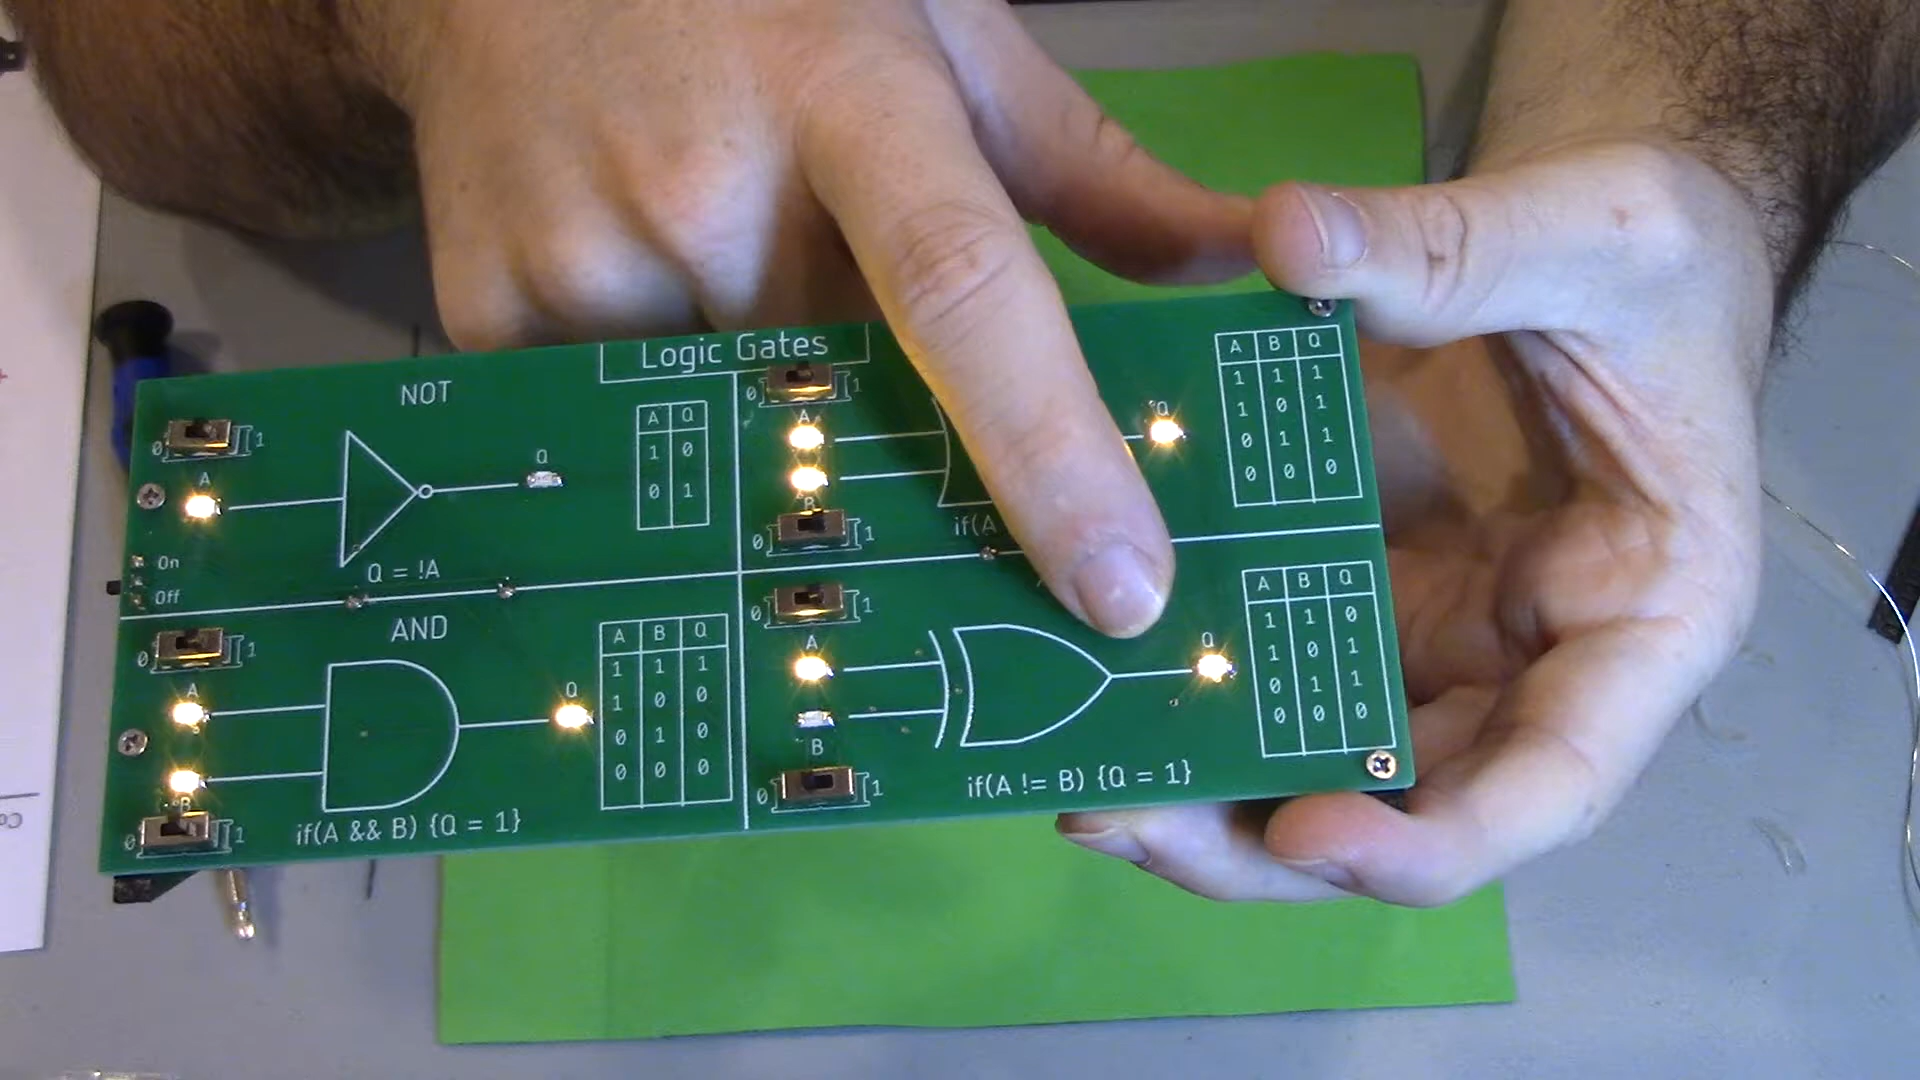 Logic Gates
NOT
0 1
A
Q
A Q
1 0
0 1
On
Off
Q = !A
AND
0 1
A
Q
B
0 1
A B Q
1 1 1
1 0 0
0 1 0
0 0 0
if(A && B) {Q = 1}
0 1
A
Q
B
0 1
if(A
A B Q
1 1 1
1 0 1
0 1 1
0 0 0
0 1
A
Q
B
0 1
A B Q
1 1 0
1 0 1
0 1 1
0 0 0
if(A != B) {Q = 1}